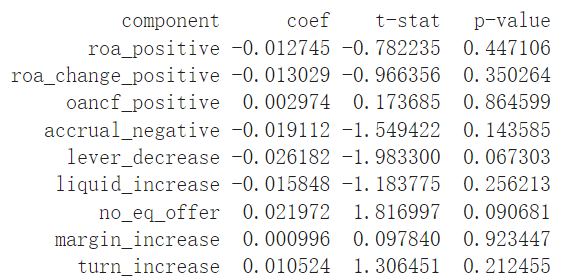 component coef t-stat p-value
roa_positive -0.012745 -0.782235 0.447106
roa_change_positive -0.013029 -0.966356 0.350264
oancf_positive 0.002974 0.173685 0.864599
accrual_negative -0.019112 -1.549422 0.143585
lever_decrease -0.026182 -1.983300 0.067303
liquid_increase -0.015848 -1.183775 0.256213
no_eq_offer 0.021972 1.816997 0.090681
margin_increase 0.000996 0.097840 0.923447
turn_increase 0.010524 1.306451 0.212455